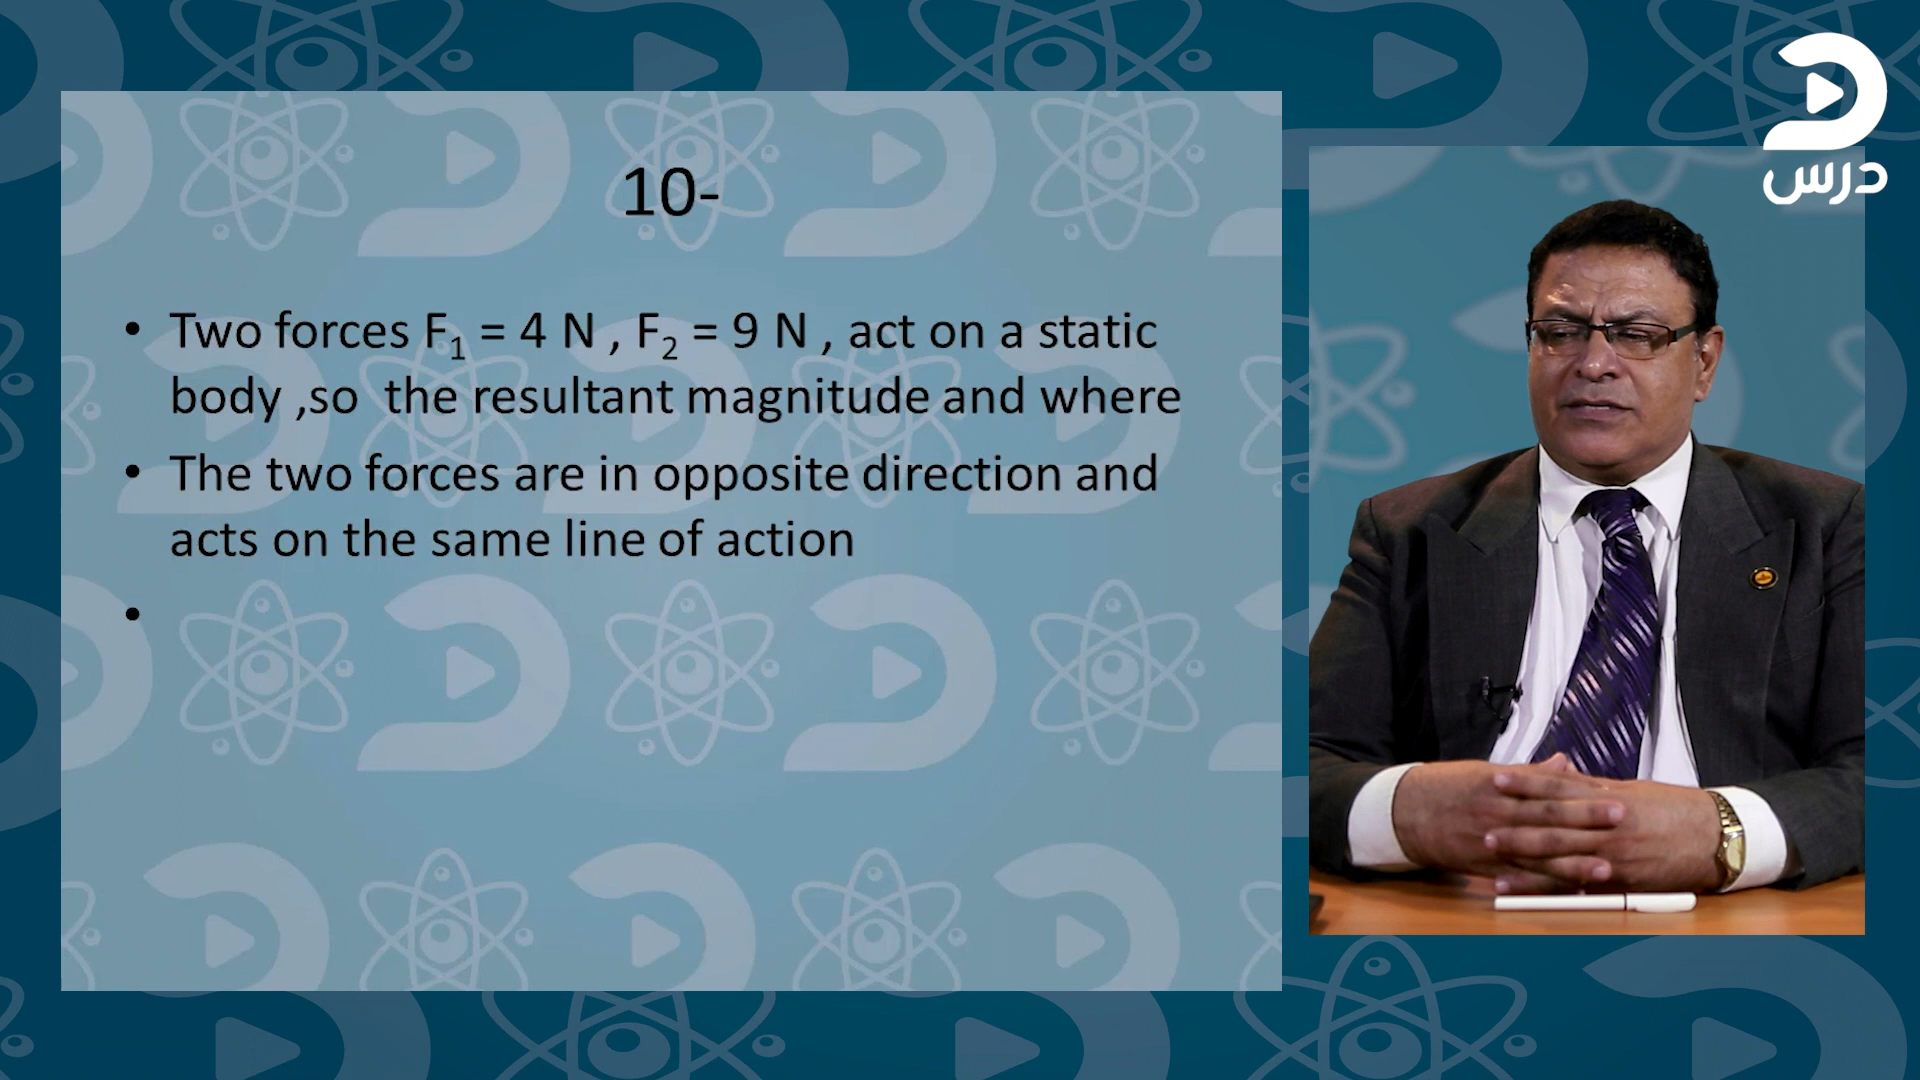 درس
10-
• Two forces F₁ = 4 N , F₂ = 9 N , act on a static
body ,so the resultant magnitude and where
• The two forces are in opposite direction and
acts on the same line of action
•